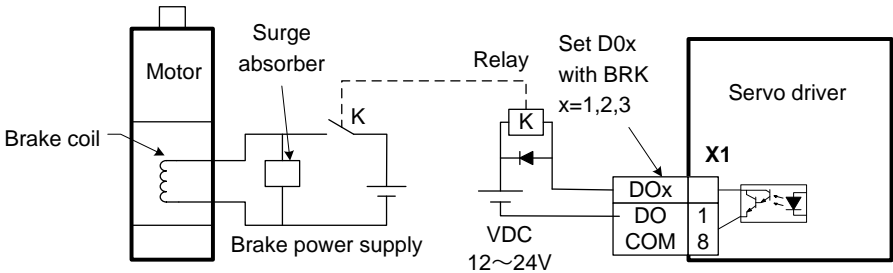 Motor
Surge
absorber
Brake coil
K
Brake power supply
Relay
K
VDC
12～24V
Set D0x
with BRK
x=1,2,3
X1
DOx
DO 1
COM 8
Servo driver